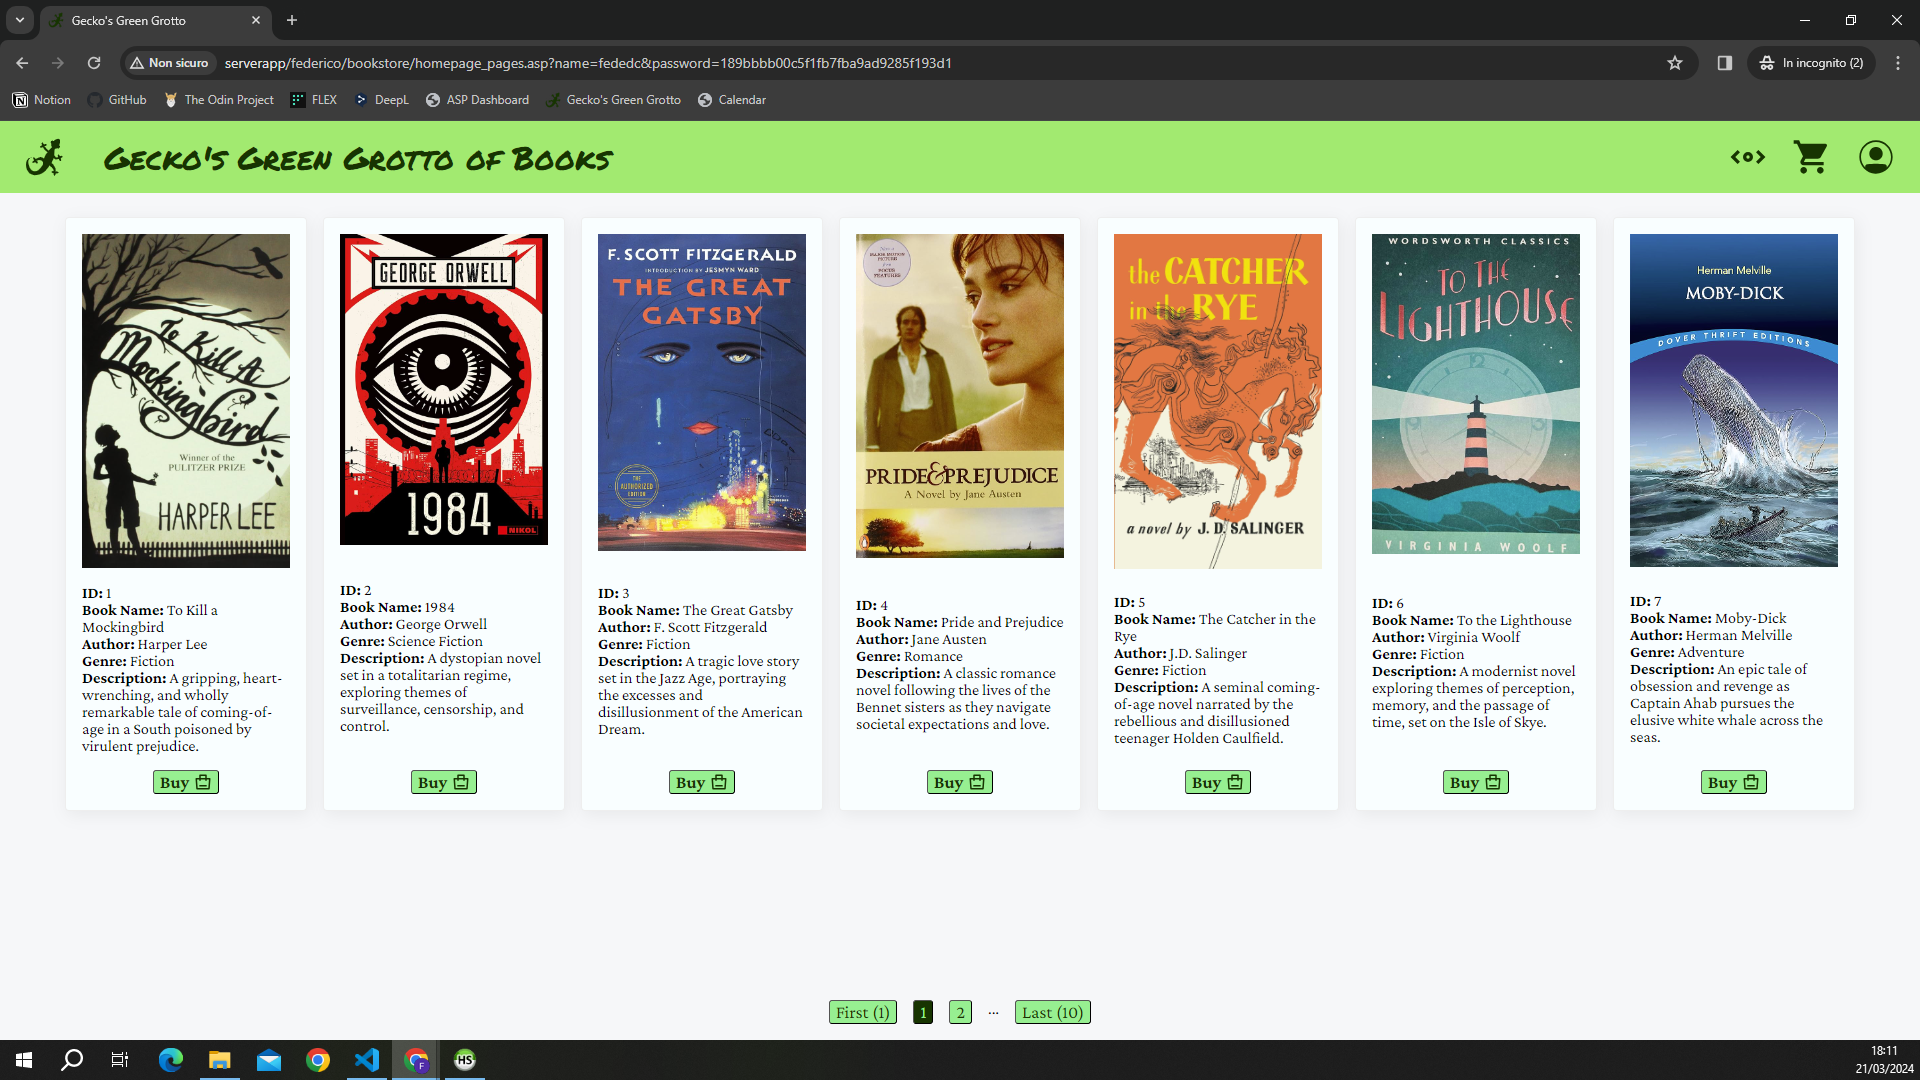 Gecko's Green Grotto
Non sicuro
serverapp/federico/bookstore/homepage_pages.asp?name=fededc&password=189bbbb00c5f1fb7fba9ad9285f193d1
In incognito (2)
Notion
GitHub
The Odin Project
FLEX
DeepL
ASP Dashboard
Gecko's Green Grotto
Calendar
Gecko's Green Grotto of Books
To Kill A
Mockingbird
Winner of the
PULITZER PRIZE
HARPER LEE
ID: 1
Book Name: To Kill a
Mockingbird
Author: Harper Lee
Genre: Fiction
Description: A gripping, heart-
wrenching, and wholly
remarkable tale of coming-of-
age in a South poisoned by
virulent prejudice.
Buy
GEORGE ORWELL
1984
NIKOL
ID: 2
Book Name: 1984
Author: George Orwell
Genre: Science Fiction
Description: A dystopian novel
set in a totalitarian regime,
exploring themes of
surveillance, censorship, and
control.
Buy
F. SCOTT FITZGERALD
INTRODUCTION BY JESMYN WARD
THE GREAT
GATSBY
THE
AUTHORIZED
EDITION
ID: 3
Book Name: The Great Gatsby
Author: F. Scott Fitzgerald
Genre: Fiction
Description: A tragic love story
set in the Jazz Age, portraying
the excesses and
disillusionment of the American
Dream.
Buy
MAJOR MOTION
PICTURE
FOCUS
FEATURES
PRIDE & PREJUDICE
A Novel by Jane Austen
ID: 4
Book Name: Pride and Prejudice
Author: Jane Austen
Genre: Romance
Description: A classic romance
novel following the lives of the
Bennet sisters as they navigate
societal expectations and love.
Buy
the CATCHER
in the RYE
a novel by J. D. SALINGER
ID: 5
Book Name: The Catcher in the
Rye
Author: J.D. Salinger
Genre: Fiction
Description: A seminal coming-
of-age novel narrated by the
rebellious and disillusioned
teenager Holden Caulfield.
Buy
WORDSWORTH CLASSICS
TO THE
LIGHTHOUSE
12
VIRGINIA WOOLF
ID: 6
Book Name: To the Lighthouse
Author: Virginia Woolf
Genre: Fiction
Description: A modernist novel
exploring themes of perception,
memory, and the passage of
time, set on the Isle of Skye.
Buy
Herman Melville
MOBY-DICK
DOVER THRIFT EDITIONS
ID: 7
Book Name: Moby-Dick
Author: Herman Melville
Genre: Adventure
Description: An epic tale of
obsession and revenge as
Captain Ahab pursues the
elusive white whale across the
seas.
Buy
First (1)
1
2
...
Last (10)
F
HS
18:11
21/03/2024